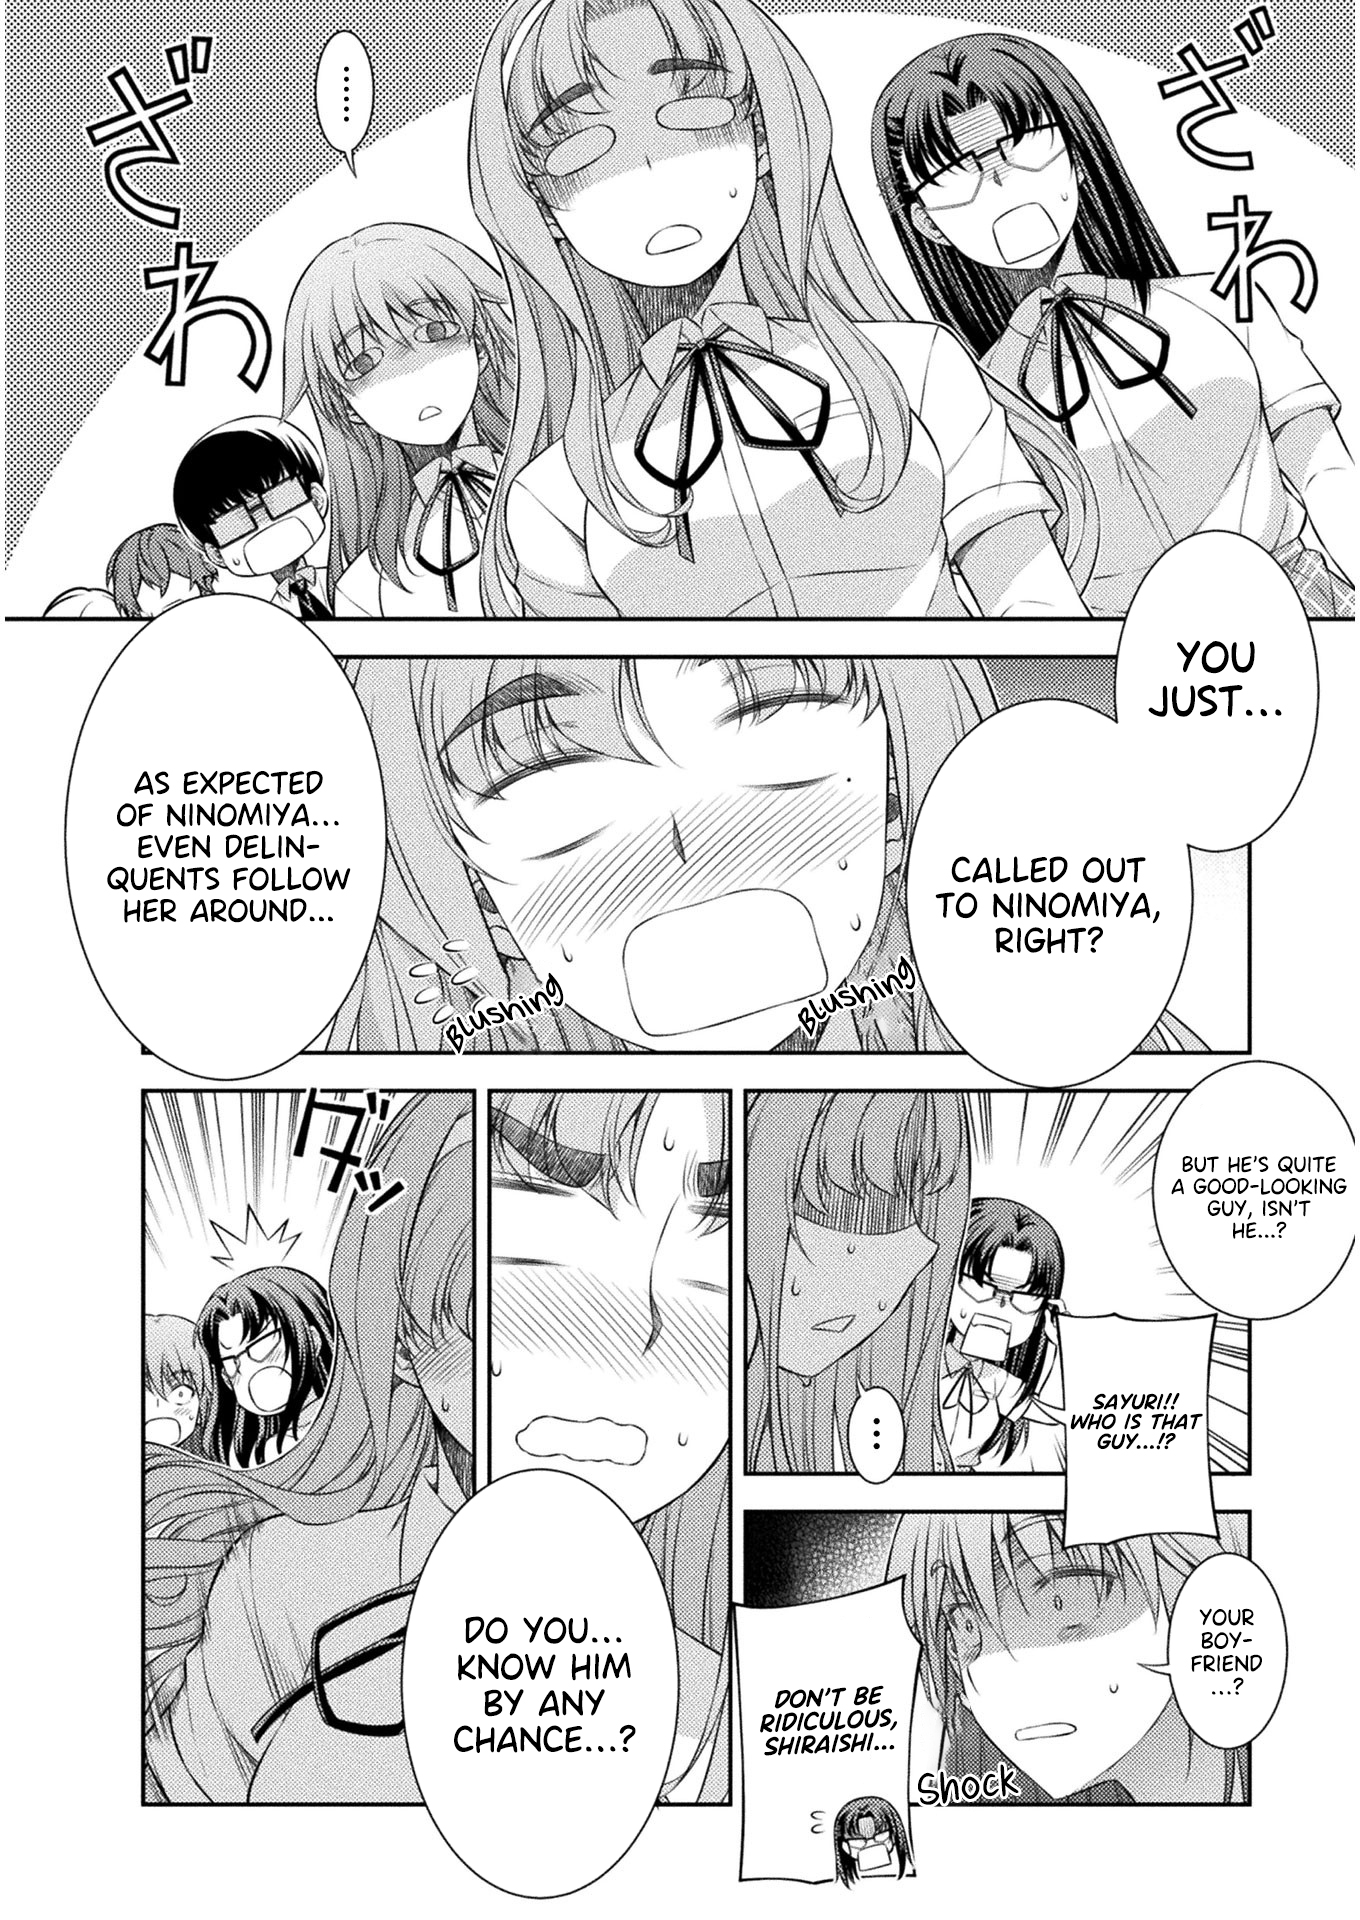 ざわ
……
ざわ
YOU
JUST...
CALLED OUT
TO NINOMIYA,
RIGHT?
AS EXPECTED
OF NINOMIYA...
EVEN DELIN-
QUENTS FOLLOW
HER AROUND...
BLUSHING
BLUSHING
BUT HE'S QUITE
A GOOD-LOOKING
GUY, ISN'T
HE...?
SAYURI!!
WHO IS THAT
GUY...!?
…
YOUR
BOY-
FRIEND
...?
DON'T BE
RIDICULOUS,
SHIRAISHI...
SHOCK
DO YOU...
KNOW HIM
BY ANY
CHANCE...?